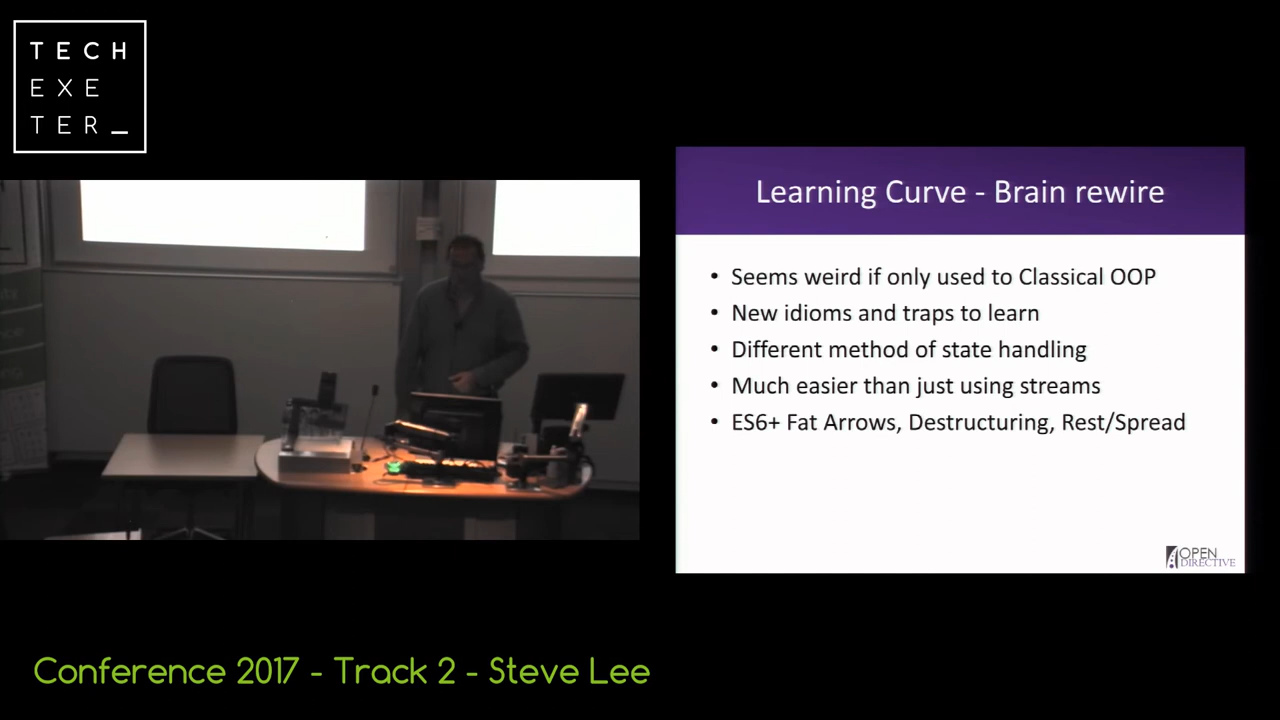 TECH
EXE
TER_
Learning Curve - Brain rewire
• Seems weird if only used to Classical OOP
• New idioms and traps to learn
• Different method of state handling
• Much easier than just using streams
• ES6+ Fat Arrows, Destructuring, Rest/Spread
OPEN
DIRECTIVE
Conference 2017 - Track 2 - Steve Lee